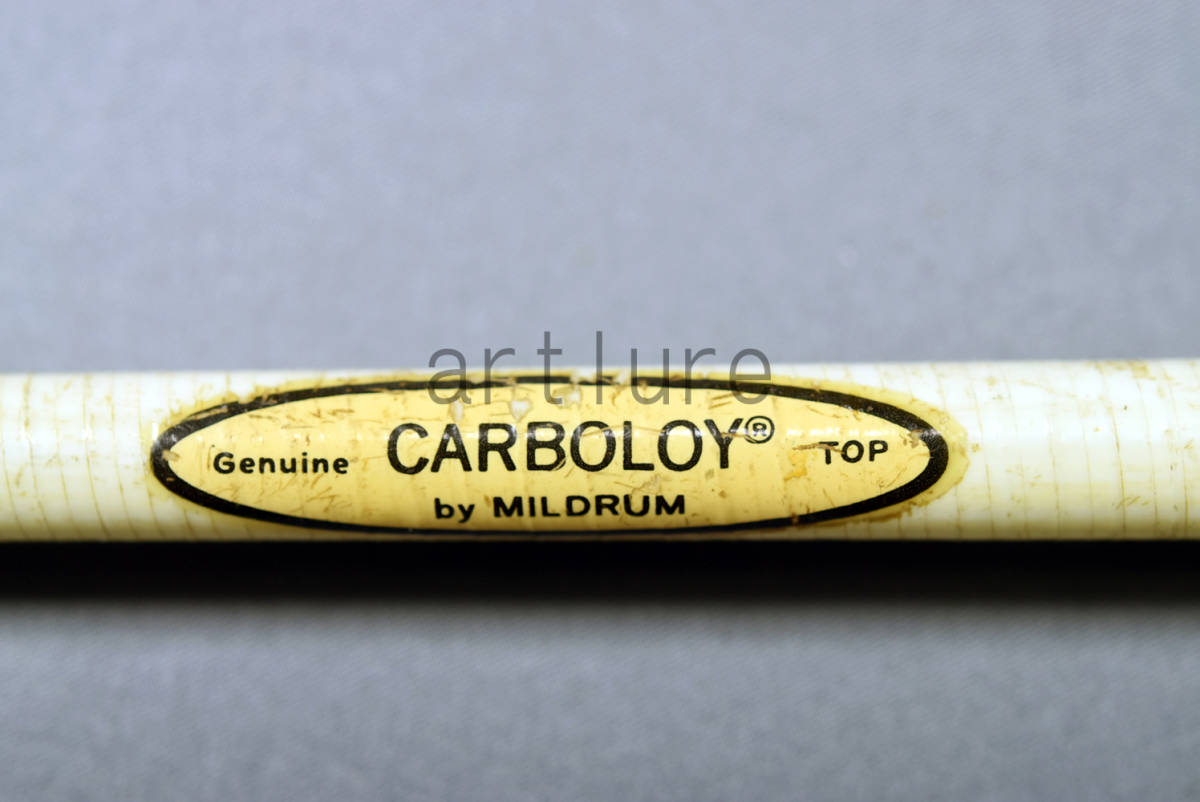 art lure
Genuine CARBOLOY® TOP
by MILDRUM